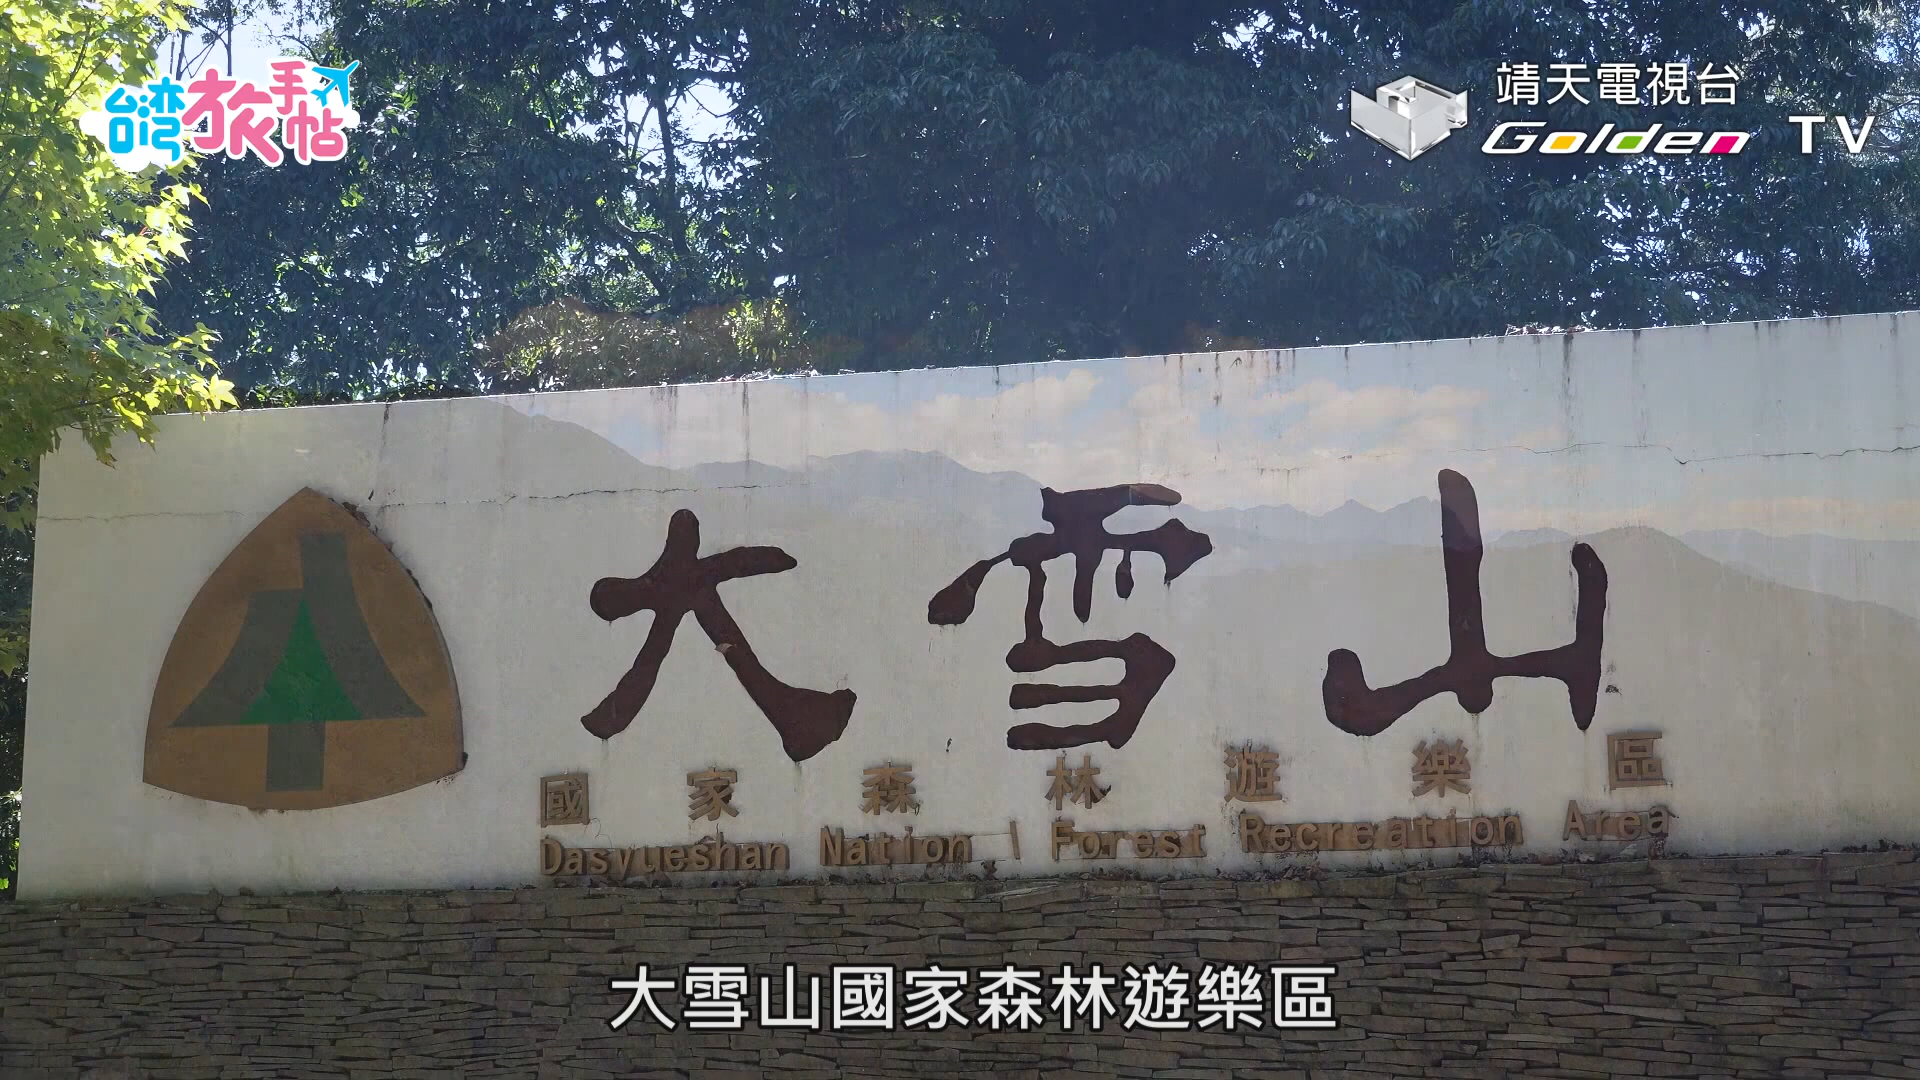 台灣旅手帖
靖天電視台
Golden TV
大雪山
國家森林遊樂區
Dasyueshan Nation l Forest Recreation Area
大雪山國家森林遊樂區